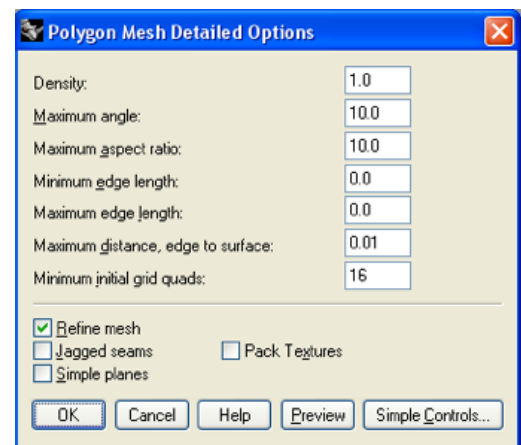 Polygon Mesh Detailed Options
Density: 1.0
Maximum angle: 10.0
Maximum aspect ratio: 10.0
Minimum edge length: 0.0
Maximum edge length: 0.0
Maximum distance, edge to surface: 0.01
Minimum initial grid quads: 16
Refine mesh
Jagged seams Pack Textures
Simple planes
OK Cancel Help Preview Simple Controls...